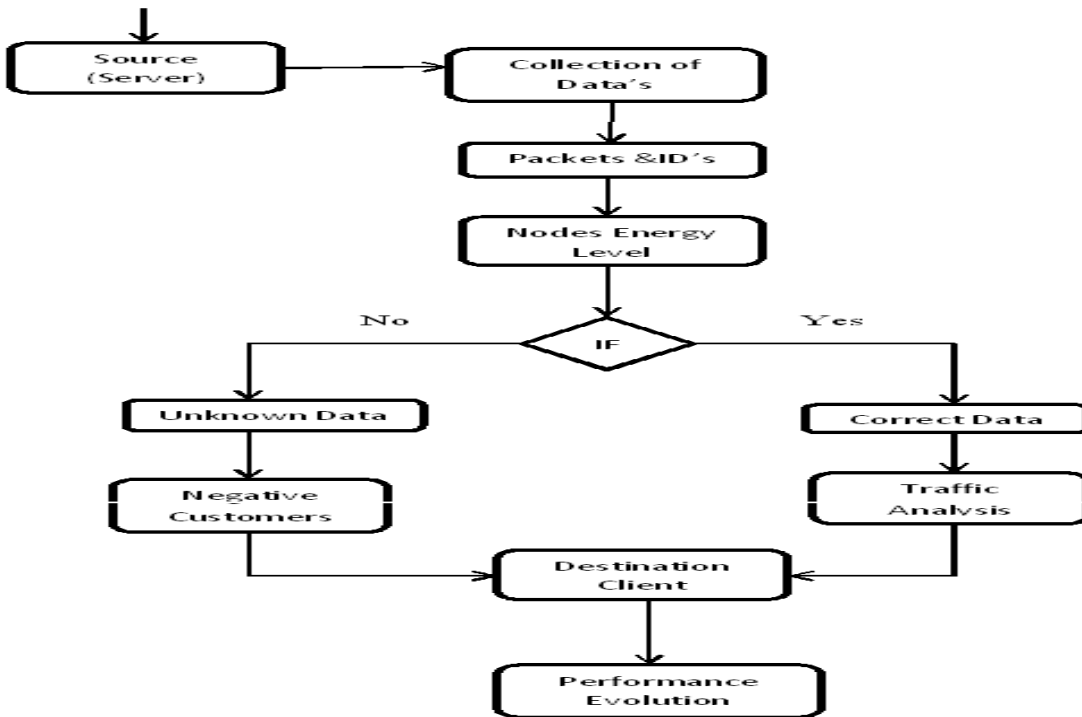 Source
(Server)
Collection of
Data's
Packets &ID's
Nodes Energy
Level
No
Yes
IF
Unknown Data
Correct Data
Negative
Customers
Traffic
Analysis
Destination
Client
Performance
Evolution